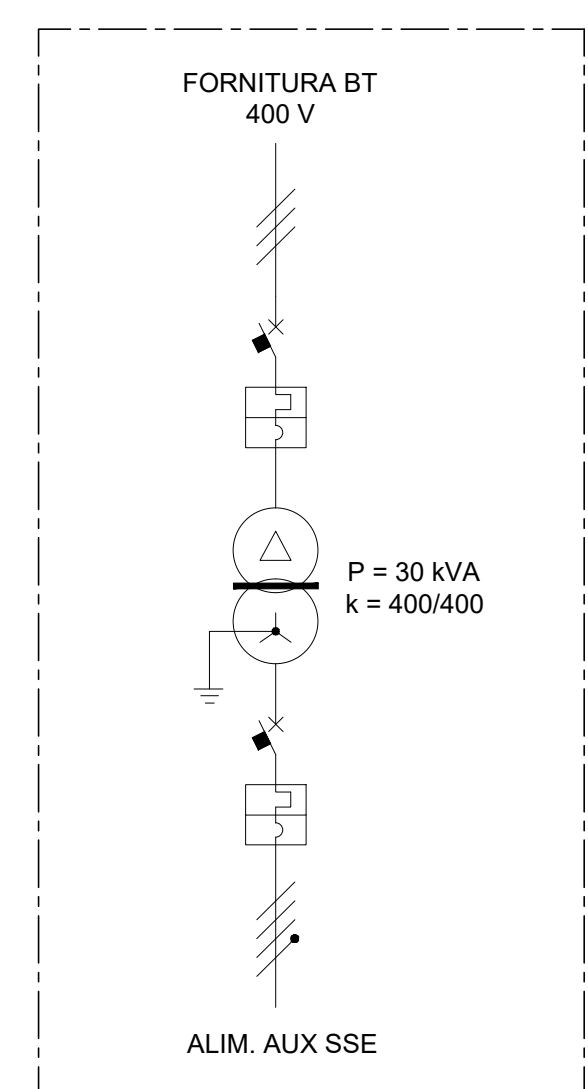 FORNITURA BT
400 V
P = 30 kVA
k = 400/400
ALIM. AUX SSE